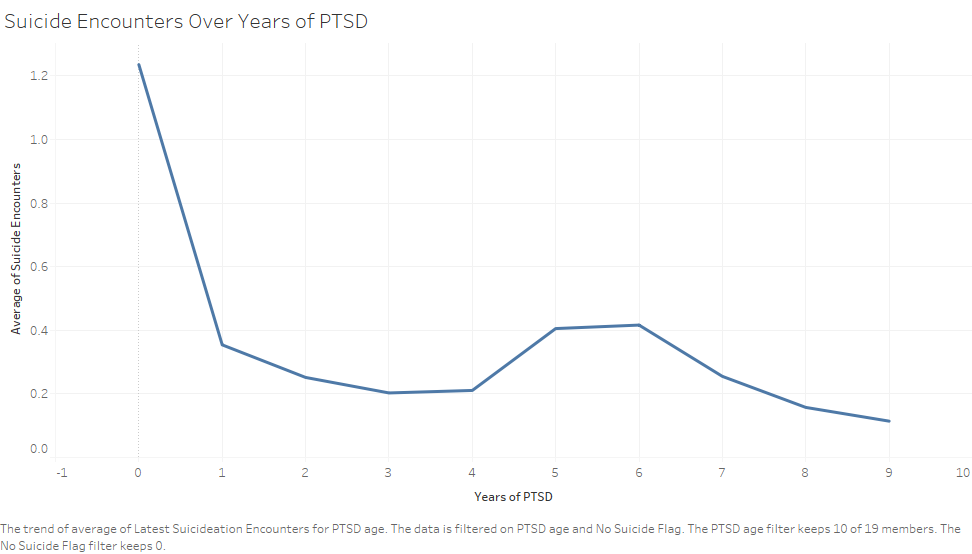 Suicide Encounters Over Years of PTSD
1.2
1.0
0.8
0.6
0.4
0.2
0.0
Average of Suicide Encounters
-1 0 1 2 3 4 5 6 7 8 9 10
Years of PTSD
The trend of average of Latest Suicideation Encounters for PTSD age. The data is filtered on PTSD age and No Suicide Flag. The PTSD age filter keeps 10 of 19 members. The
No Suicide Flag filter keeps 0.